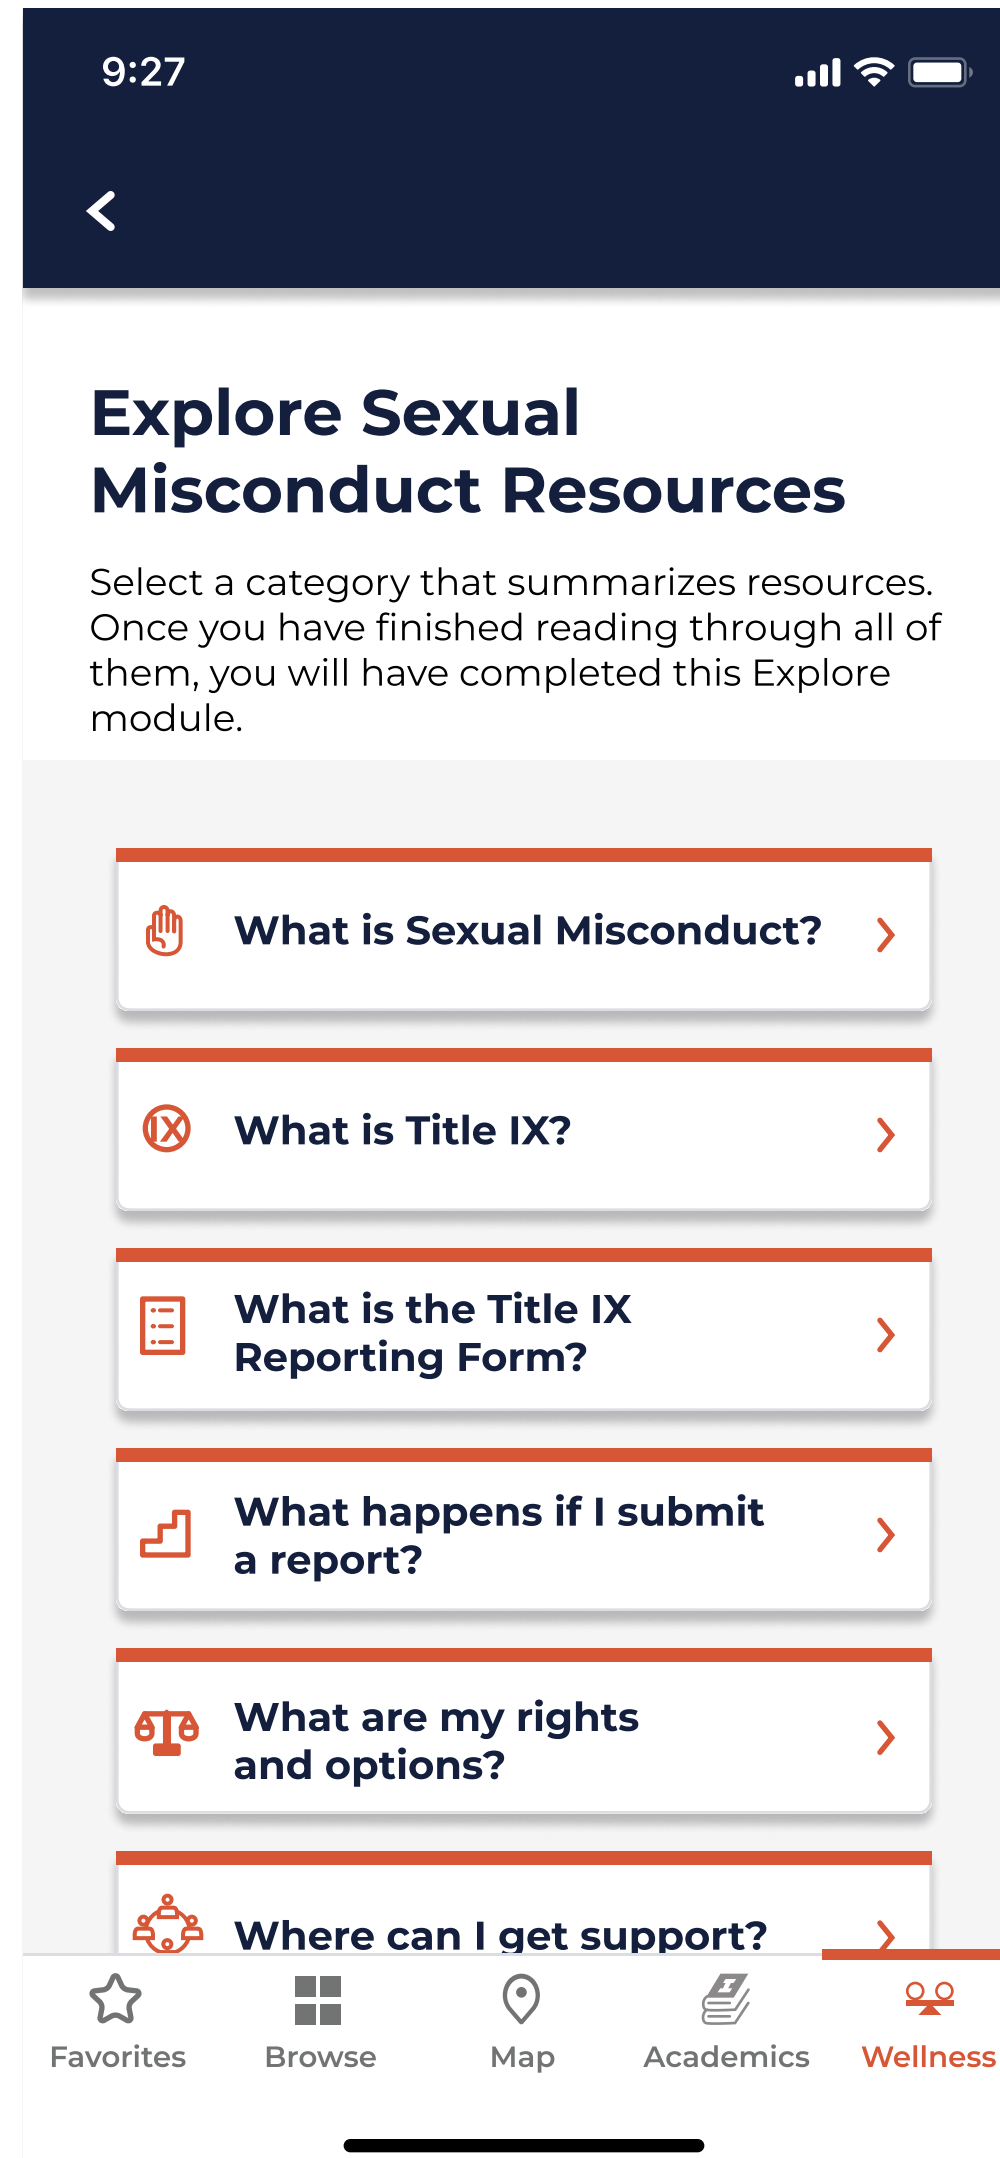 9:27
Explore Sexual
Misconduct Resources
Select a category that summarizes resources.
Once you have finished reading through all of
them, you will have completed this Explore
module.
What is Sexual Misconduct?
IX
What is Title IX?
What is the Title IX
Reporting Form?
What happens if I submit
a report?
What are my rights
and options?
Where can I get support?
I
Favorites
Browse
Map
Academics
Wellness